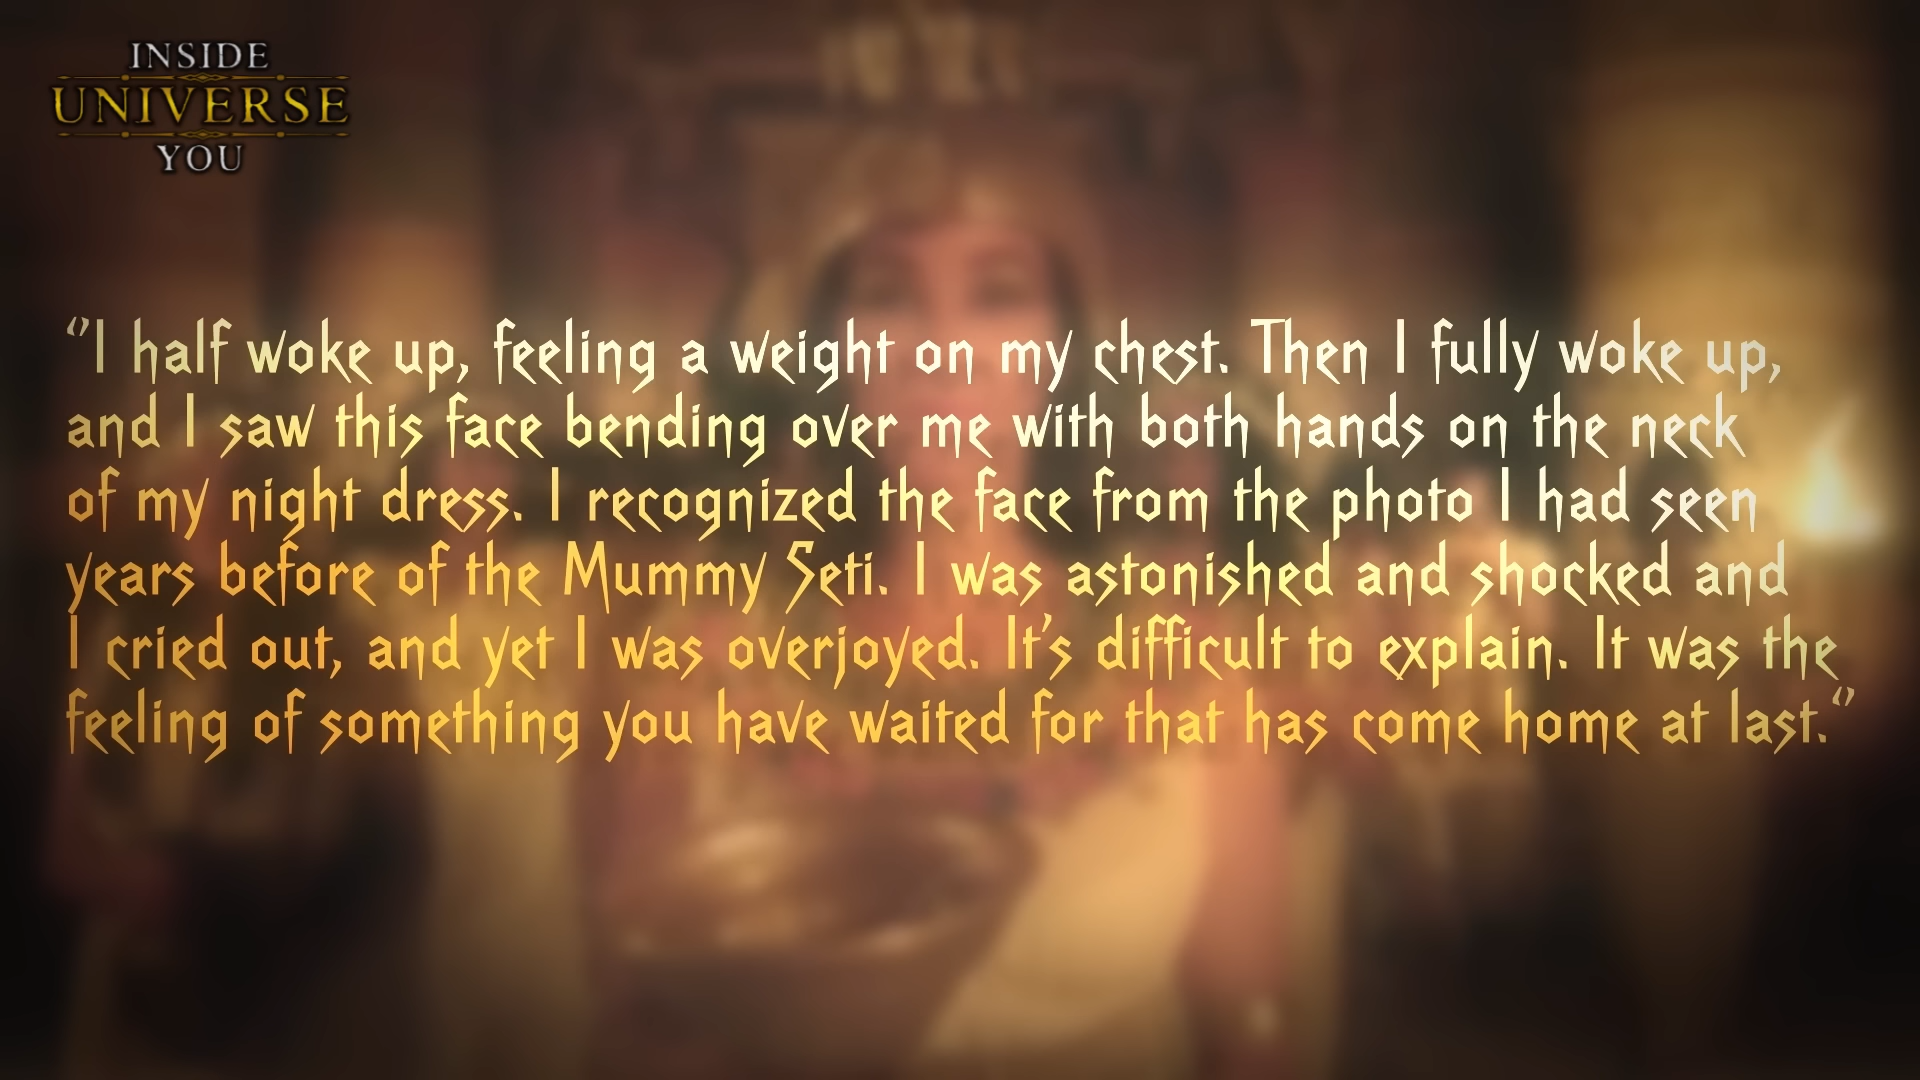 INSIDE
UNIVERSE
YOU
“I half woke up, feeling a weight on my chest. Then I fully woke up,
and I saw this face bending over me with both hands on the neck
of my night dress. I recognized the face from the photo I had seen
years before of the Mummy Seti. I was astonished and shocked and
I cried out, and yet I was overjoyed. It’s difficult to explain. It was the
feeling of something you have waited for that has come home at last.“